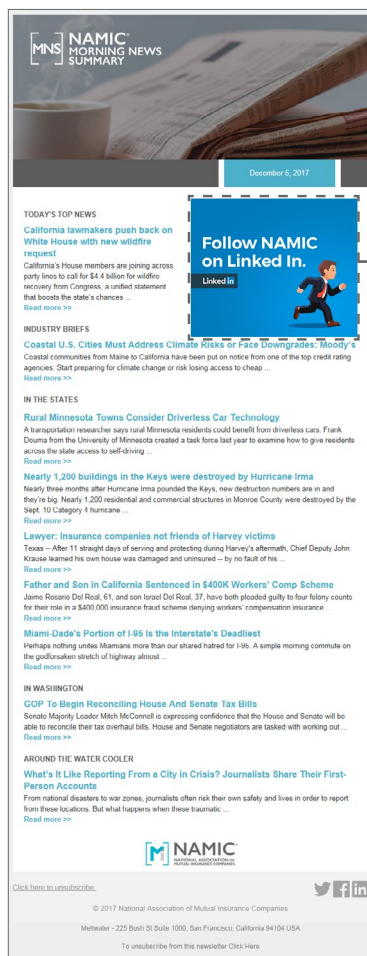 MNS NAMIC®
MORNING NEWS
SUMMARY
December 5, 2017
TODAY'S TOP NEWS
California lawmakers push back on
White House with new wildfire
request
California's House members are joining across
party lines to call for $4.4 billion for wildfire
recovery from Congress, a unified statement
that boosts the state's chances ...
Read more >>
Follow NAMIC
on Linked In.
Linked in
INDUSTRY BRIEFS
Coastal U.S. Cities Must Address Climate Risks or Face Downgrades: Moody's
Coastal communities from Maine to California have been put on notice from one of the top credit rating
agencies: Start preparing for climate change or risk losing access to cheap ...
Read more >>
IN THE STATES
Rural Minnesota Towns Consider Driverless Car Technology
A transportation researcher says rural Minnesota residents could benefit from driverless cars. Frank
Douma from the University of Minnesota created a task force last year to examine how to give residents
across the state access to self-driving ...
Read more >>
Nearly 1,200 buildings in the Keys were destroyed by Hurricane Irma
Nearly three months after Hurricane Irma pounded the Keys, new destruction numbers are in and
they're big. Nearly 1,200 residential and commercial structures in Monroe County were destroyed by the
Sept. 10 Category 4 hurricane ...
Read more >>
Lawyer: Insurance companies not friends of Harvey victims
Texas -- After 11 straight days of serving and protecting during Harvey's aftermath, Chief Deputy John
Krause learned his own house was damaged and uninsured -- by no fault of his ...
Read more >>
Father and Son in California Sentenced in $400K Workers' Comp Scheme
Jaime Rosario Del Real, 61, and son Israel Del Real, 37, have both pleaded guilty to four felony counts
for their role in a $400,000 insurance fraud scheme denying workers' compensation insurance ...
Read more >>
Miami-Dade's Portion of I-95 Is the Interstate's Deadliest
Perhaps nothing unites Miamians more than our shared hatred for I-95. A simple morning commute on
the godforsaken stretch of highway almost ...
Read more >>
IN WASHINGTON
GOP To Begin Reconciling House And Senate Tax Bills
Senate Majority Leader Mitch McConnell is expressing confidence that the House and Senate will be
able to reconcile their tax overhaul bills. House and Senate negotiators are tasked with working out ...
Read more >>
AROUND THE WATER COOLER
What's It Like Reporting From a City in Crisis? Journalists Share Their First-
Person Accounts
From national disasters to war zones, journalists often risk their own safety and lives in order to report
from these locations. But what happens when these traumatic ...
Read more >>
NAMIC®
NATIONAL ASSOCIATION OF
MUTUAL INSURANCE COMPANIES
Click here to unsubscribe.
© 2017 National Association of Mutual Insurance Companies
Meltwater - 225 Bush St Suite 1000, San Francisco, California 94104 USA
To unsubscribe from this newsletter Click Here